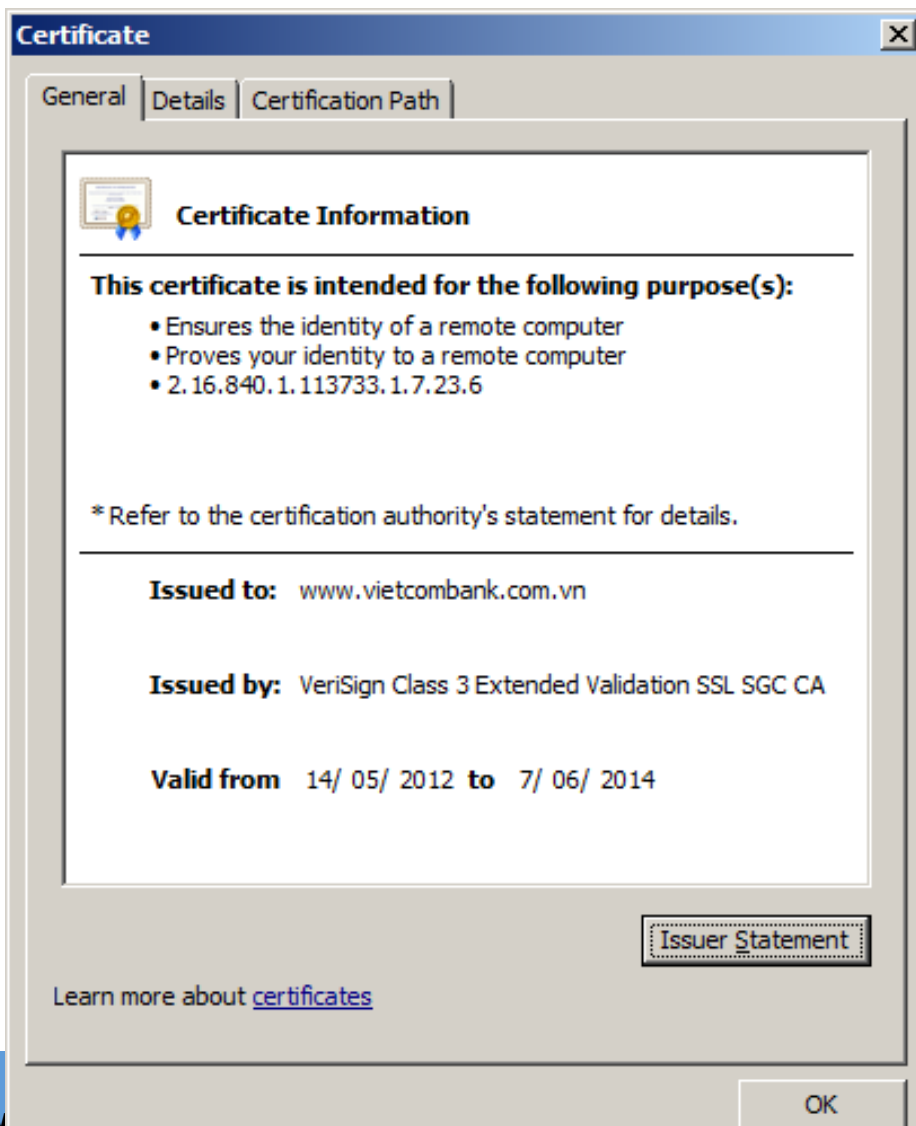 Certificate
General Details Certification Path
Certificate Information
This certificate is intended for the following purpose(s):
• Ensures the identity of a remote computer
• Proves your identity to a remote computer
• 2.16.840.1.113733.1.7.23.6
* Refer to the certification authority's statement for details.
Issued to: www.vietcombank.com.vn
Issued by: VeriSign Class 3 Extended Validation SSL SGC CA
Valid from 14/ 05/ 2012 to 7/ 06/ 2014
Issuer Statement
Learn more about certificates
OK